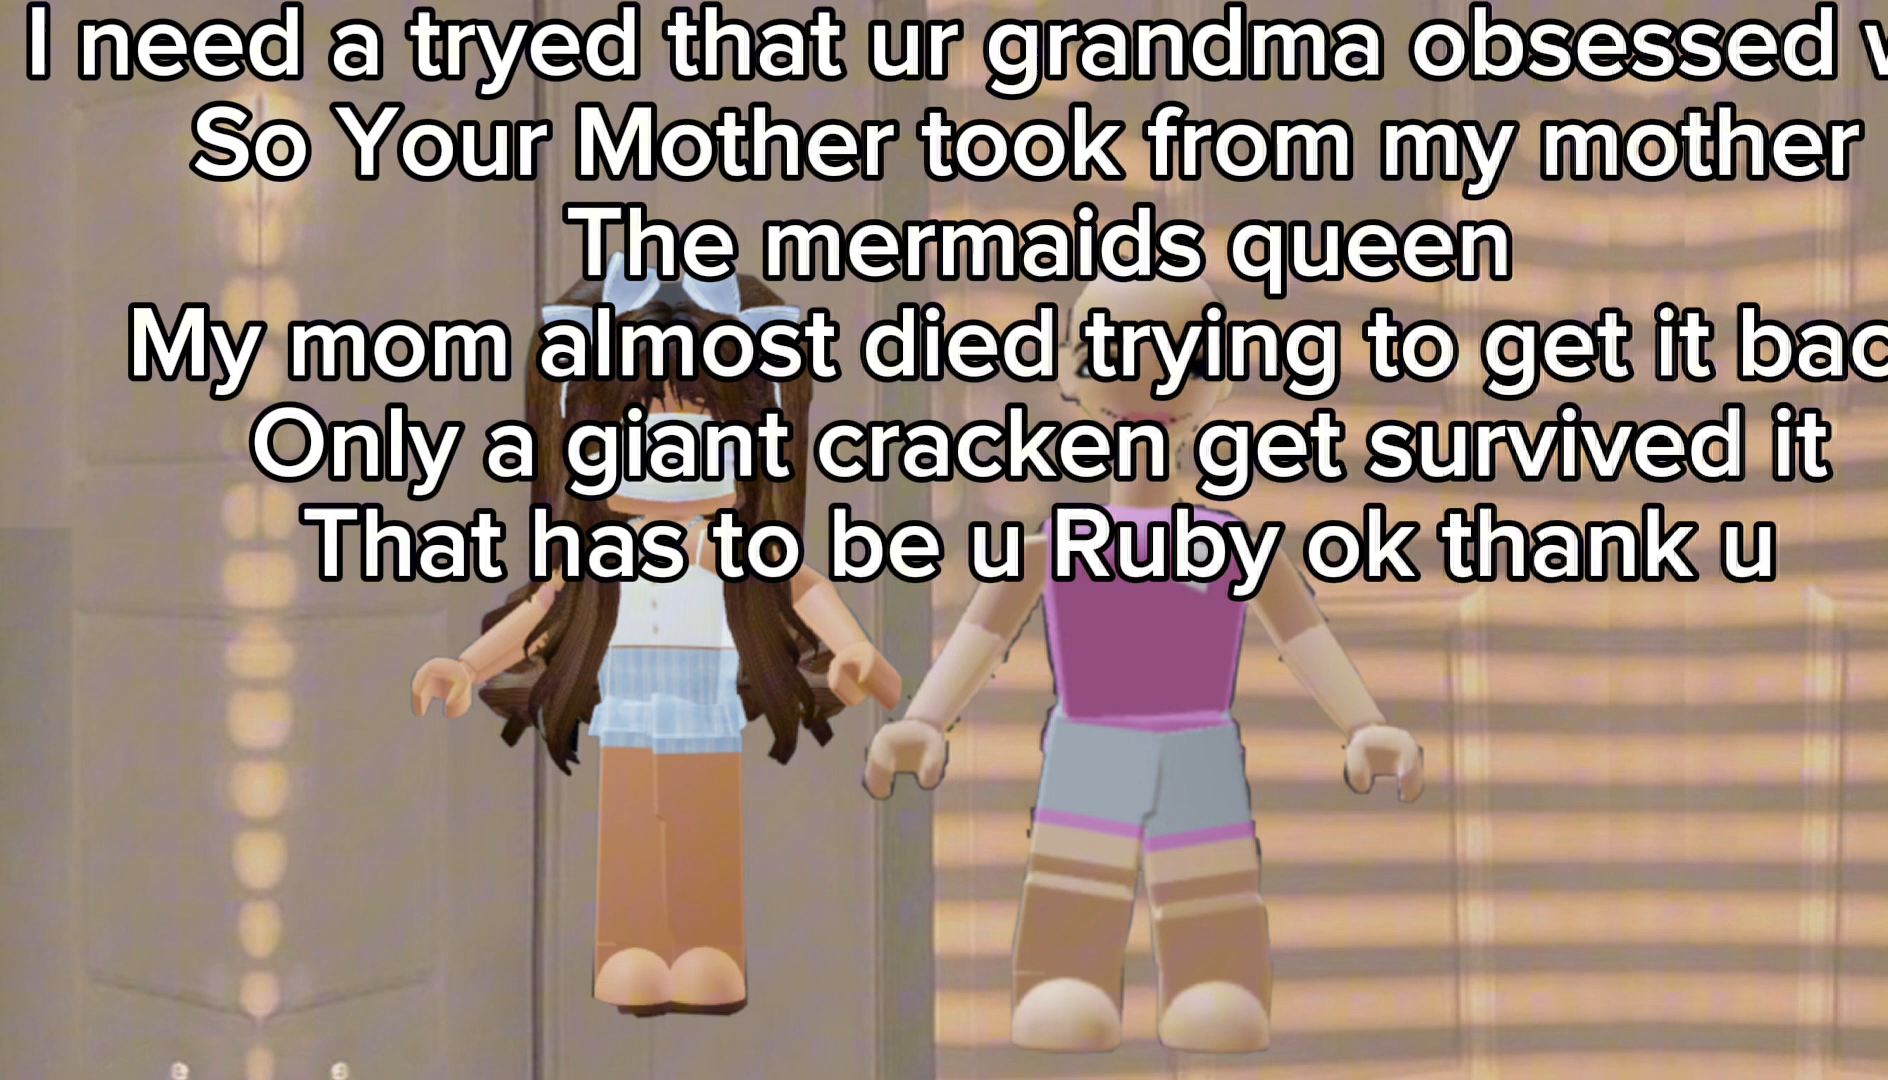 I need a tryed that ur grandma obsessed
So Your Mother took from my mother
The mermaids queen
My mom almost died trying to get it bac
Only a giant cracken get survived it
That has to be u Ruby ok thank u